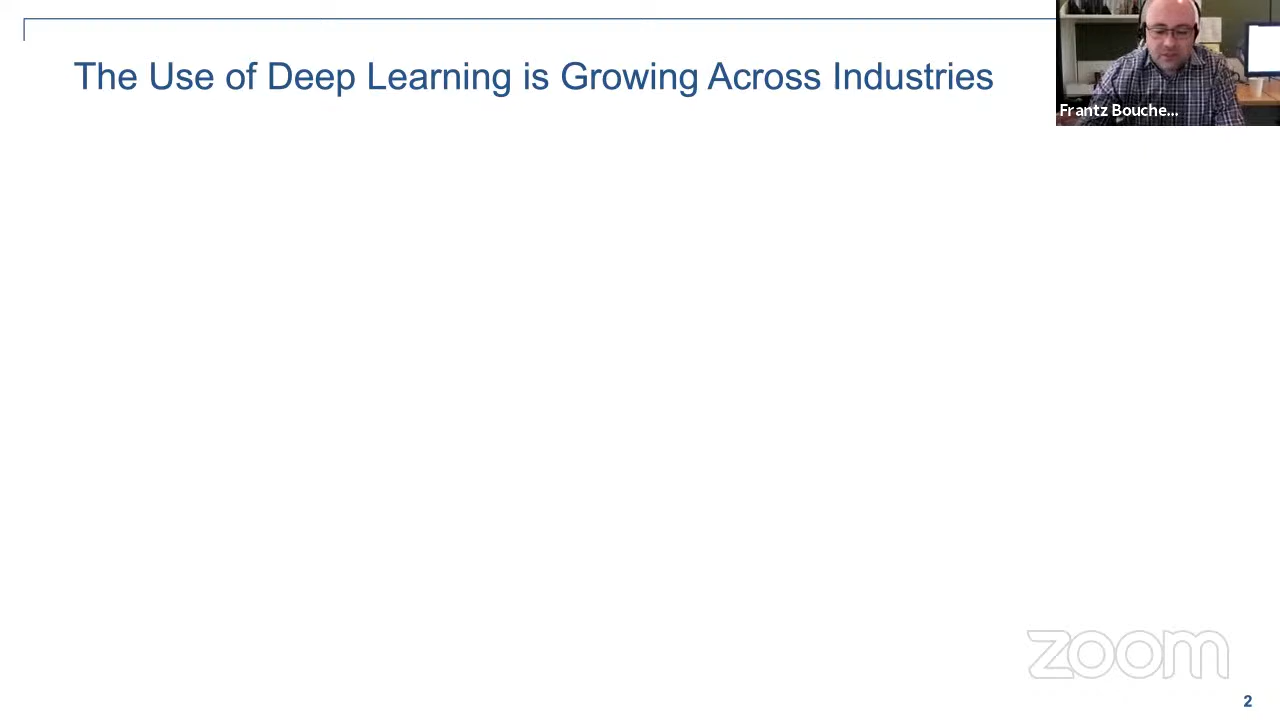 The Use of Deep Learning is Growing Across Industries
Frantz Bouche...
zoom
2